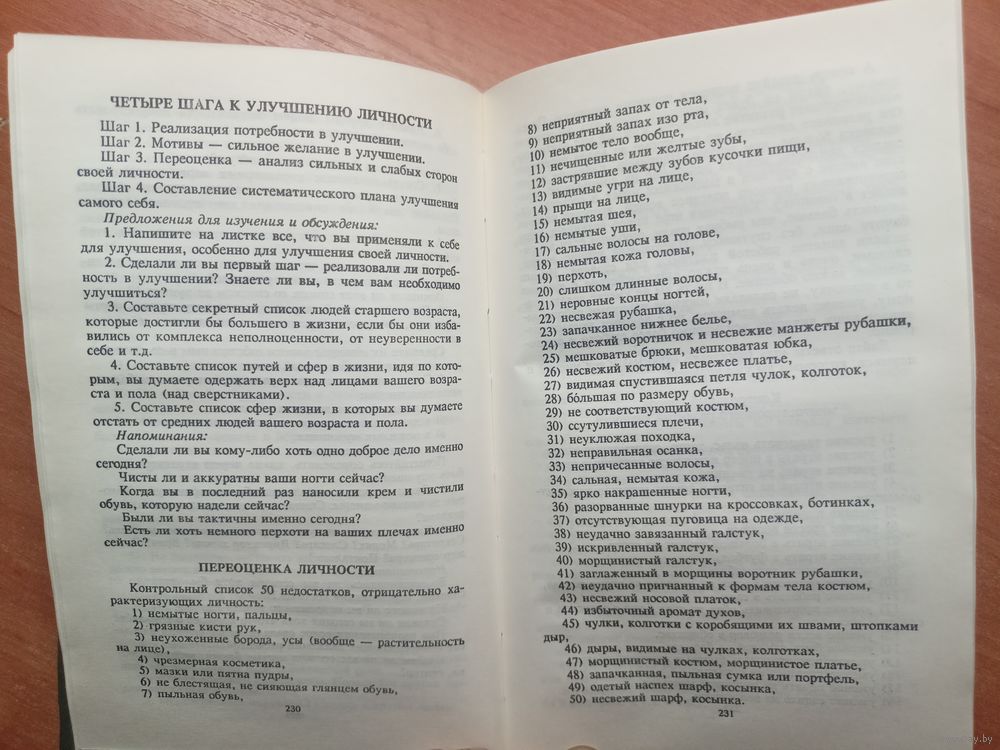 ЧЕТЫРЕ ШАГА К УЛУЧШЕНИЮ ЛИЧНОСТИ
Шаг 1. Реализация потребности в улучшении.
Шаг 2. Мотивы — сильное желание в улучшении.
Шаг 3. Переоценка — анализ сильных и слабых сторон
своей личности.
Шаг 4. Составление систематического плана улучшения
самого себя.
Предложения для изучения и обсуждения:
1. Напишите на листке все, что вы применяли к себе
для улучшения, особенно для улучшения своей личности.
2. Сделали ли вы первый шаг — реализовали ли потреб-
ность в улучшении? Знаете ли вы, в чем вам необходимо
улучшиться?
3. Составьте секретный список людей старшего возраста,
которые достигли бы большего в жизни, если бы они изба-
вились от комплекса неполноценности, от неуверенности в
себе и т.д.
4. Составьте список путей и сфер в жизни, идя по ко-
торым, вы думаете одержать верх над лицами вашего возра-
ста и пола (над сверстниками).
5. Составьте список сфер жизни, в которых вы думаете
отстать от средних людей вашего возраста и пола.
Напоминания:
Сделали ли вы кому-либо хоть одно доброе дело именно
сегодня?
Чисты ли и аккуратны ваши ногти сейчас?
Когда вы в последний раз наносили крем и чистили
обувь, которую надели сейчас?
Были ли вы тактичны именно сегодня?
Есть ли хоть немного перхоти на ваших плечах именно
сейчас?
ПЕРЕОЦЕНКА ЛИЧНОСТИ
Контрольный список 50 недостатков, отрицательно ха-
рактеризующих личность:
1) немытые ногти, пальцы,
2) грязные кисти рук,
3) неухоженные борода, усы (вообще — растительность
на лице),
4) чрезмерная косметика,
5) мазки или пятна пудры,
6) не блестящая, не сияющая глянцем обувь,
7) пыльная обувь,
230
8) неприятный запах от тела,
9) неприятный запах изо рта,
10) немытое тело вообще,
11) нечищенные или желтые зубы,
12) застрявшие между зубов кусочки пищи,
13) видимые угри на лице,
14) прыщи на лице,
15) немытая шея,
16) немытые уши,
17) сальные волосы на голове,
18) немытая кожа головы,
19) перхоть,
20) слишком длинные волосы,
21) неровные концы ногтей,
22) несвежая рубашка,
23) запачканное нижнее белье,
24) несвежий воротничок и несвежие манжеты рубашки,
25) мешковатые брюки, мешковатая юбка,
26) несвежий костюм, несвежее платье,
27) видимая спустившаяся петля чулок, колготок,
28) бо́льшая по размеру обувь,
29) не соответствующий костюм,
30) ссутулившиеся плечи,
31) неуклюжая походка,
32) неправильная осанка,
33) непричесанные волосы,
34) сальная, немытая кожа,
35) ярко накрашенные ногти,
36) разорванные шнурки на кроссовках, ботинках,
37) отсутствующая пуговица на одежде,
38) неудачно завязанный галстук,
39) искривленный галстук,
40) морщинистый галстук,
41) заглаженный в морщины воротник рубашки,
42) неудачно пригнанный к формам тела костюм,
43) несвежий носовой платок,
44) избыточный аромат духов,
45) чулки, колготки с коробящими их швами, штопками
дыр,
46) дыры, видимые на чулках, колготках,
47) морщинистый костюм, морщинистое платье,
48) запачканная, пыльная сумка или портфель,
49) одетый наспех шарф, косынка,
50) несвежий шарф, косынка.
231